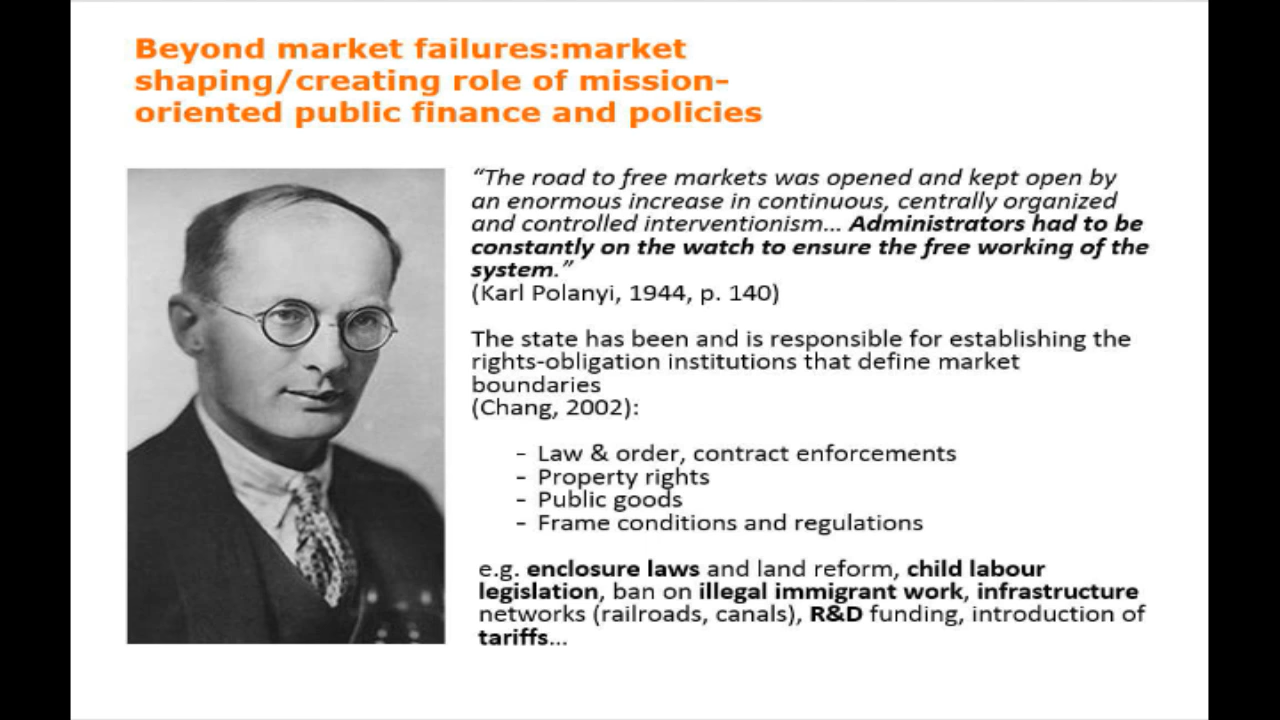 Beyond market failures:market
shaping/creating role of mission-
oriented public finance and policies
“The road to free markets was opened and kept open by
an enormous increase in continuous, centrally organized
and controlled interventionism... Administrators had to be
constantly on the watch to ensure the free working of the
system.”
(Karl Polanyi, 1944, p. 140)
The state has been and is responsible for establishing the
rights-obligation institutions that define market
boundaries
(Chang, 2002):
- Law & order, contract enforcements
- Property rights
- Public goods
- Frame conditions and regulations
e.g. enclosure laws and land reform, child labour
legislation, ban on illegal immigrant work, infrastructure
networks (railroads, canals), R&D funding, introduction of
tariffs...